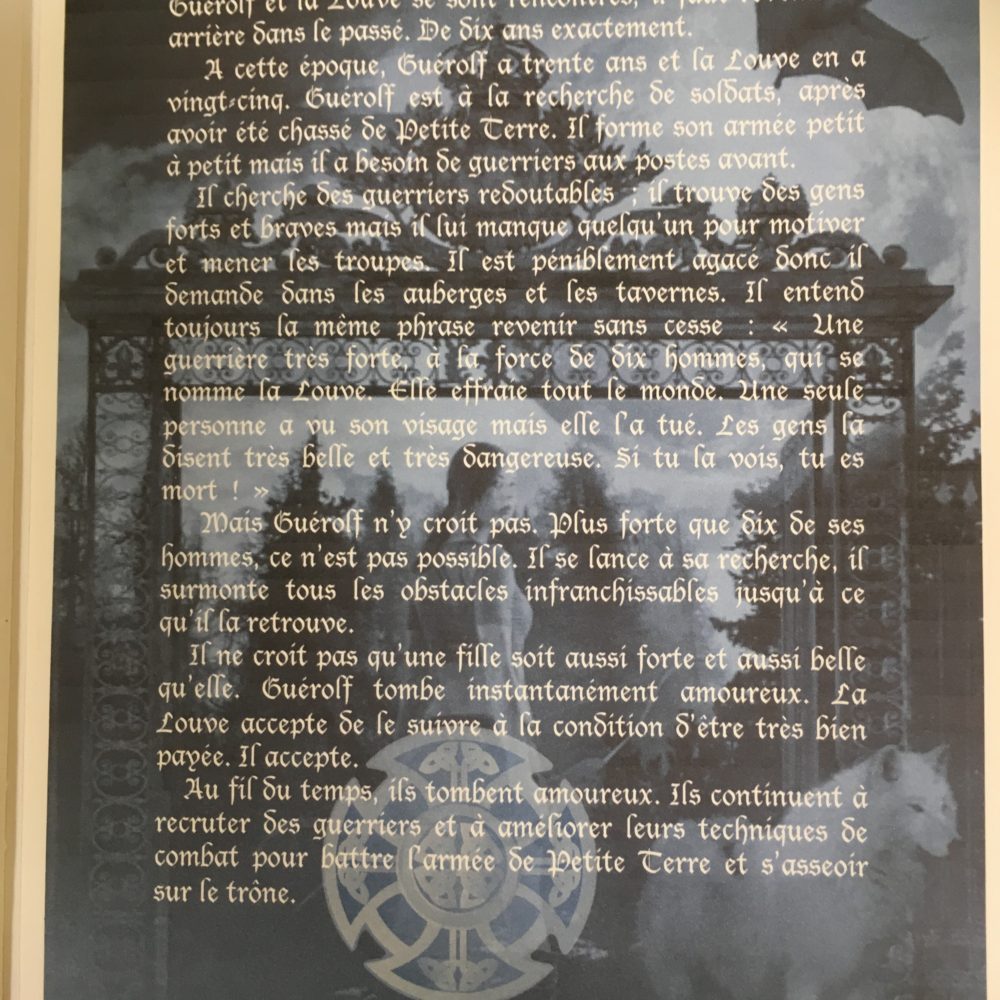 Guérolf et la Louve se sont rencontrés, il faut
arrière dans le passé. De dix ans exactement.
A cette époque, Guérolf a trente ans et la Louve en a
vingt-cinq. Guérolf est à la recherche de soldats, après
avoir été chassé de Petite Terre. Il forme son armée petit
à petit mais il a besoin de guerriers aux postes avant.
Il cherche des guerriers redoutables ; il trouve des gens
forts et braves mais il lui manque quelqu'un pour motiver
et mener les troupes. Il est péniblement agacé donc il
demande dans les auberges et les tavernes. Il entend
toujours la même phrase revenir sans cesse : « Une
guerrière très forte, à la force de dix hommes, qui se
nomme la Louve. Elle effraie tout le monde. Une seule
personne a vu son visage mais elle l'a tué. Les gens la
disent très belle et très dangereuse. Si tu la vois, tu es
mort ! »
Mais Guérolf n'y croit pas. Plus forte que dix de ses
hommes, ce n'est pas possible. Il se lance à sa recherche, il
surmonte tous les obstacles infranchissables jusqu'à ce
qu'il la retrouve.
Il ne croit pas qu'une fille soit aussi forte et aussi belle
qu'elle. Guérolf tombe instantanément amoureux. La
Louve accepte de le suivre à la condition d'être très bien
payée. Il accepte.
Au fil du temps, ils tombent amoureux. Ils continuent à
recruter des guerriers et à améliorer leurs techniques de
combat pour battre l'armée de Petite Terre et s'asseoir
sur le trône.